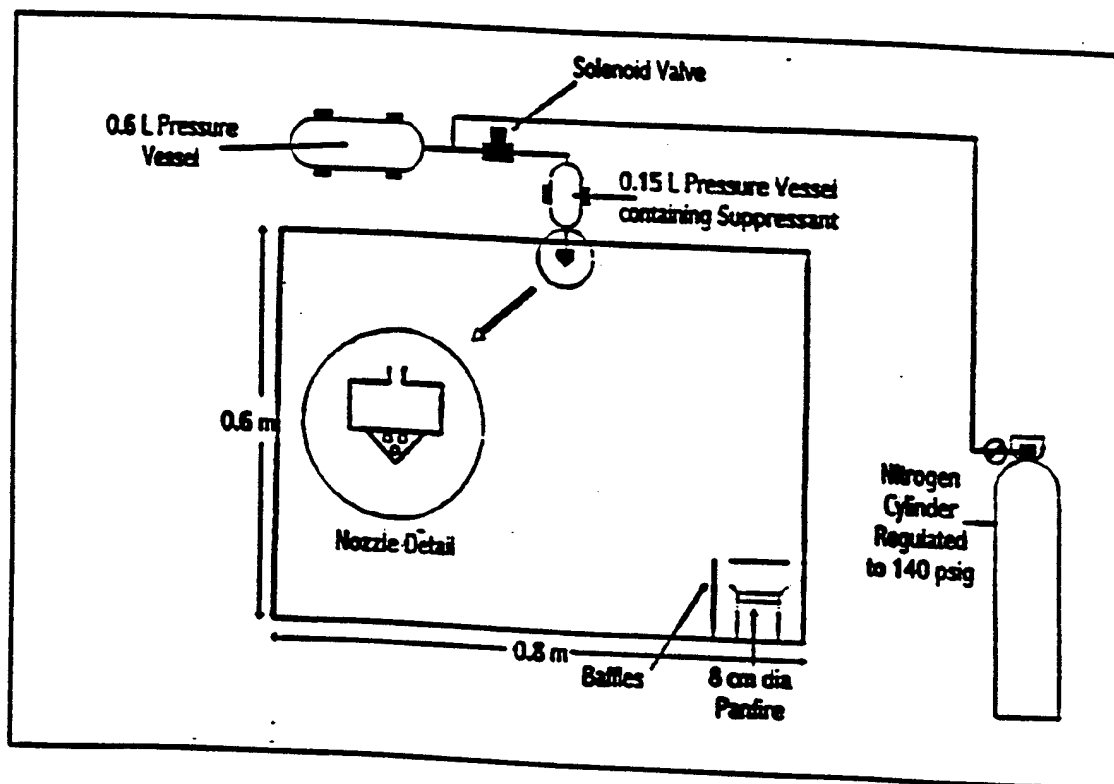 Solenoid Valve
0.6 L Pressure
Vessel
0.15 L Pressure Vessel
containing Suppressant
0.6 m
Nozzle Detail
Nitrogen
Cylinder
Regulated
to 140 psig
0.8 m
Baffles
8 cm dia
Panfire